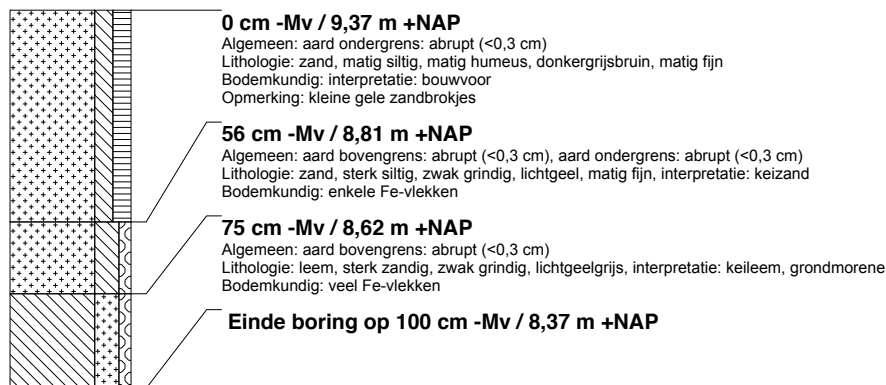 0 cm -Mv / 9,37 m +NAP
Algemeen: aard ondergrens: abrupt (<0,3 cm)
Lithologie: zand, matig siltig, matig humeus, donkergrijsbruin, matig fijn
Bodemkundig: interpretatie: bouwvoor
Opmerking: kleine gele zandbrokjes
56 cm -Mv / 8,81 m +NAP
Algemeen: aard bovengrens: abrupt (<0,3 cm), aard ondergrens: abrupt (<0,3 cm)
Lithologie: zand, sterk siltig, zwak grindig, lichtgeel, matig fijn, interpretatie: keizand
Bodemkundig: enkele Fe-vlekken
75 cm -Mv / 8,62 m +NAP
Algemeen: aard bovengrens: abrupt (<0,3 cm)
Lithologie: leem, sterk zandig, zwak grindig, lichtgeelgrijs, interpretatie: keileem, grondmorene
Bodemkundig: veel Fe-vlekken
Einde boring op 100 cm -Mv / 8,37 m +NAP